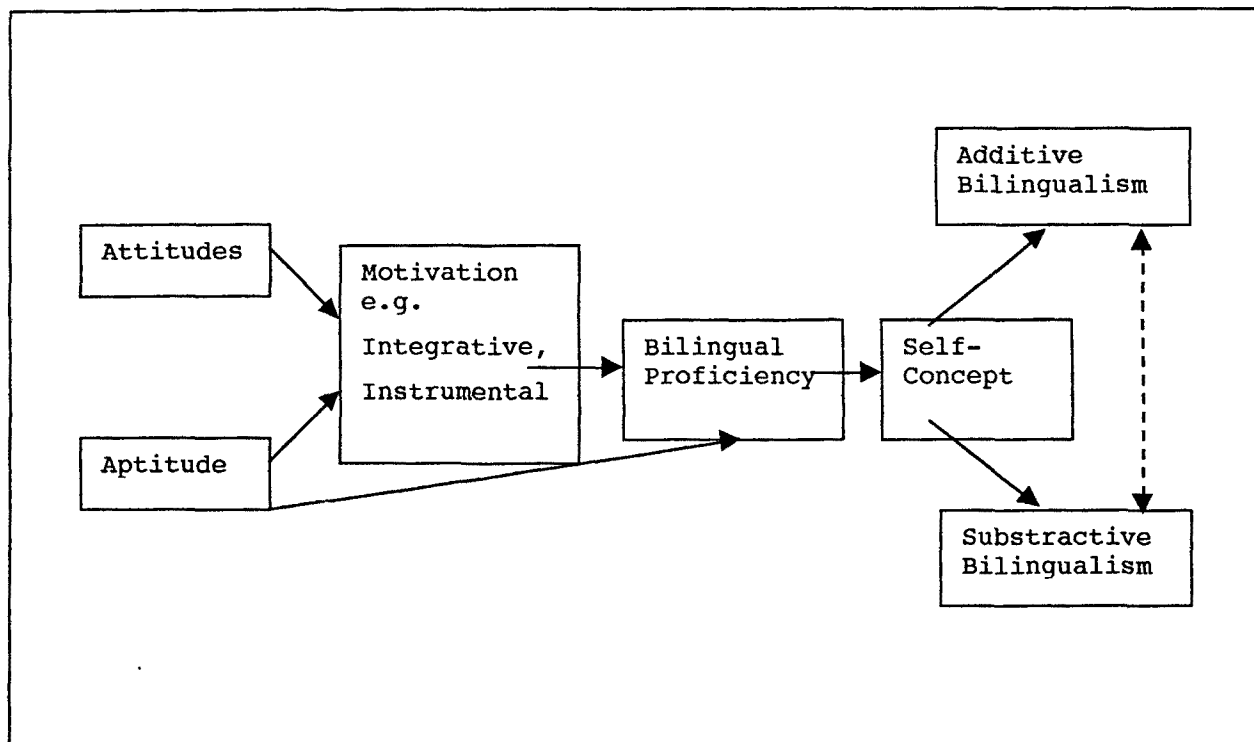 Attitudes
Aptitude
Motivation
e.g.
Integrative,
Instrumental
Bilingual
Proficiency
Self-
Concept
Additive
Bilingualism
Substractive
Bilingualism